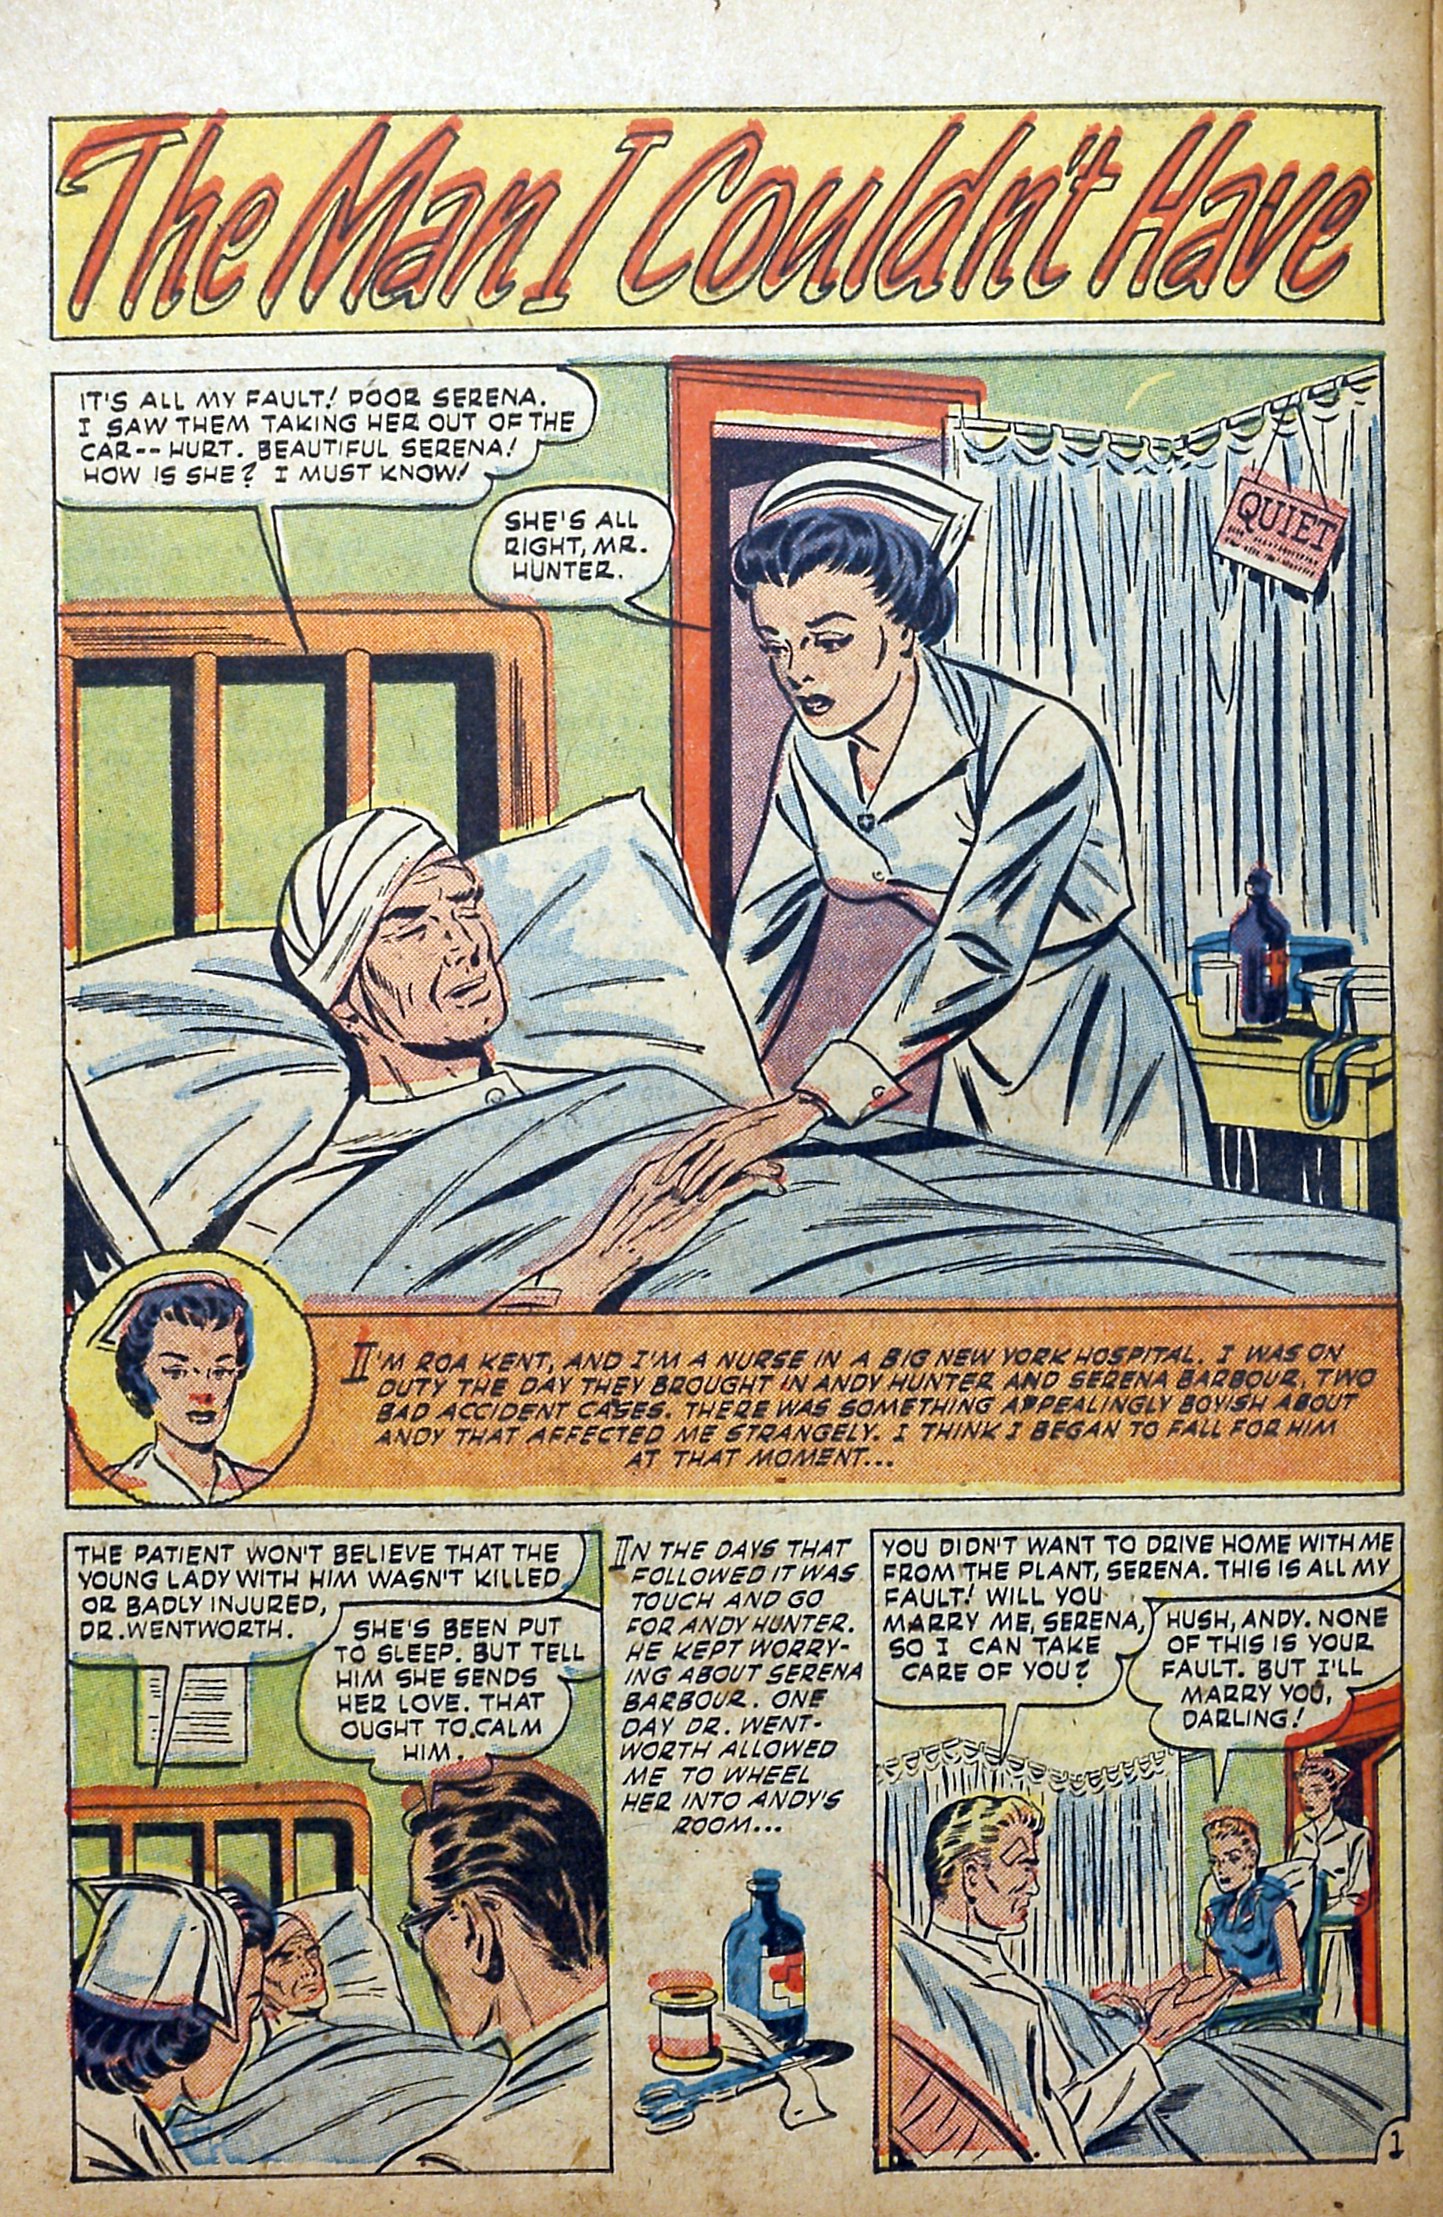 The Man I Couldn't Have
IT'S ALL MY FAULT! POOR SERENA.
I SAW THEM TAKING HER OUT OF THE
CAR-- HURT. BEAUTIFUL SERENA!
HOW IS SHE? I MUST KNOW!
SHE'S ALL
RIGHT, MR.
HUNTER.
QUIET
I'M ROA KENT, AND I'M A NURSE IN A BIG NEW YORK HOSPITAL. I WAS ON
DUTY THE DAY THEY BROUGHT IN ANDY HUNTER AND SERENA BARBOUR, TWO
BAD ACCIDENT CASES. THERE WAS SOMETHING APPEALINGLY BOYISH ABOUT
ANDY THAT AFFECTED ME STRANGELY. I THINK I BEGAN TO FALL FOR HIM
AT THAT MOMENT...
THE PATIENT WON'T BELIEVE THAT THE
YOUNG LADY WITH HIM WASN'T KILLED
OR BADLY INJURED,
DR. WENTWORTH.
SHE'S BEEN PUT
TO SLEEP. BUT TELL
HIM SHE SENDS
HER LOVE. THAT
OUGHT TO CALM
HIM.
IN THE DAYS THAT
FOLLOWED IT WAS
TOUCH AND GO
FOR ANDY HUNTER.
HE KEPT WORRY-
ING ABOUT SERENA
BARBOUR. ONE
DAY DR. WENT-
WORTH ALLOWED
ME TO WHEEL
HER INTO ANDY'S
ROOM...
YOU DIDN'T WANT TO DRIVE HOME WITH ME
FROM THE PLANT, SERENA. THIS IS ALL MY
FAULT! WILL YOU
MARRY ME, SERENA,
SO I CAN TAKE
CARE OF YOU?
HUSH, ANDY. NONE
OF THIS IS YOUR
FAULT. BUT I'LL
MARRY YOU,
DARLING!
1